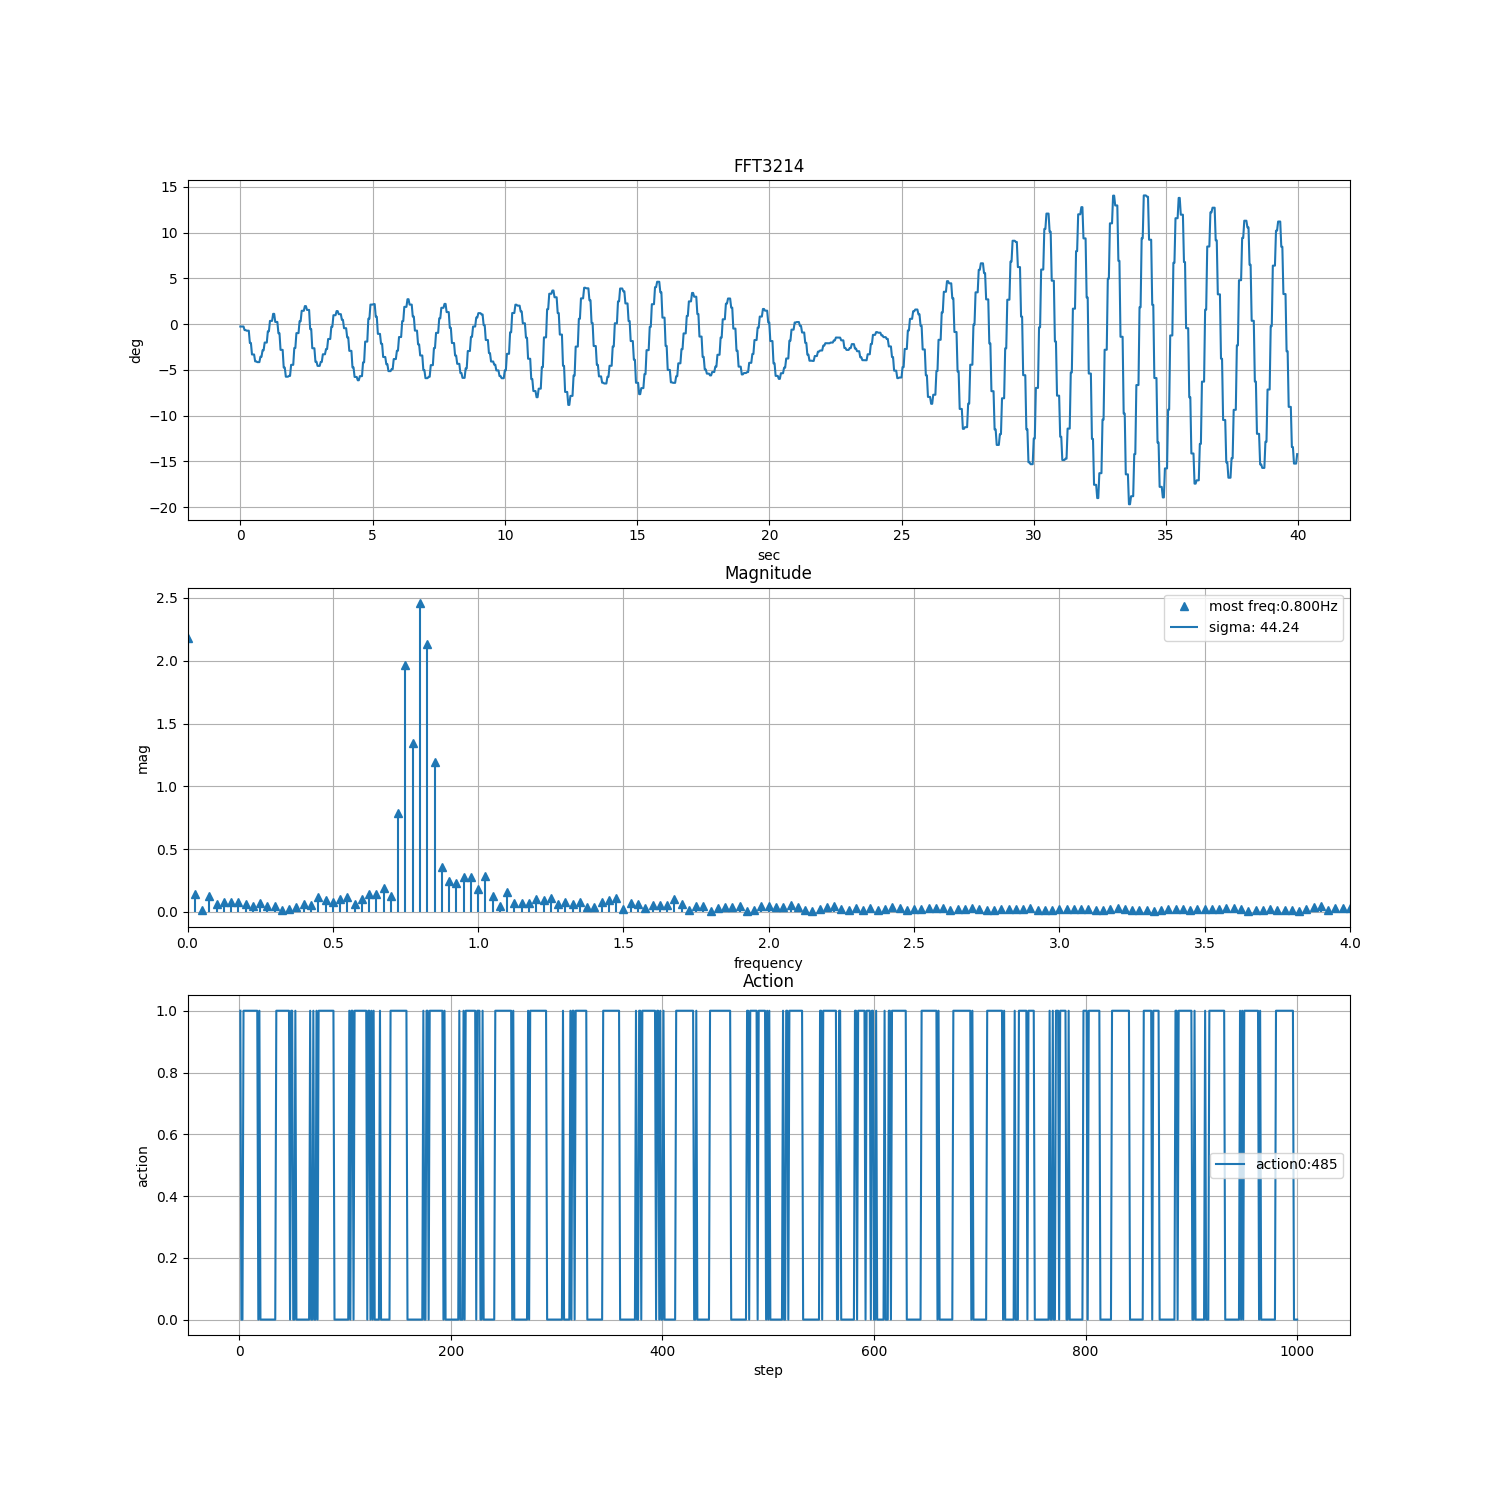 FFT3214
15
10
5
0
−5
−10
−15
−20
deg
0 5 10 15 20 25 30 35 40
sec
Magnitude
2.5
2.0
1.5
1.0
0.5
0.0
mag
most freq:0.800Hz
sigma: 44.24
0.0 0.5 1.0 1.5 2.0 2.5 3.0 3.5 4.0
frequency
Action
1.0
0.8
0.6
0.4
0.2
0.0
action
action0:485
0 200 400 600 800 1000
step